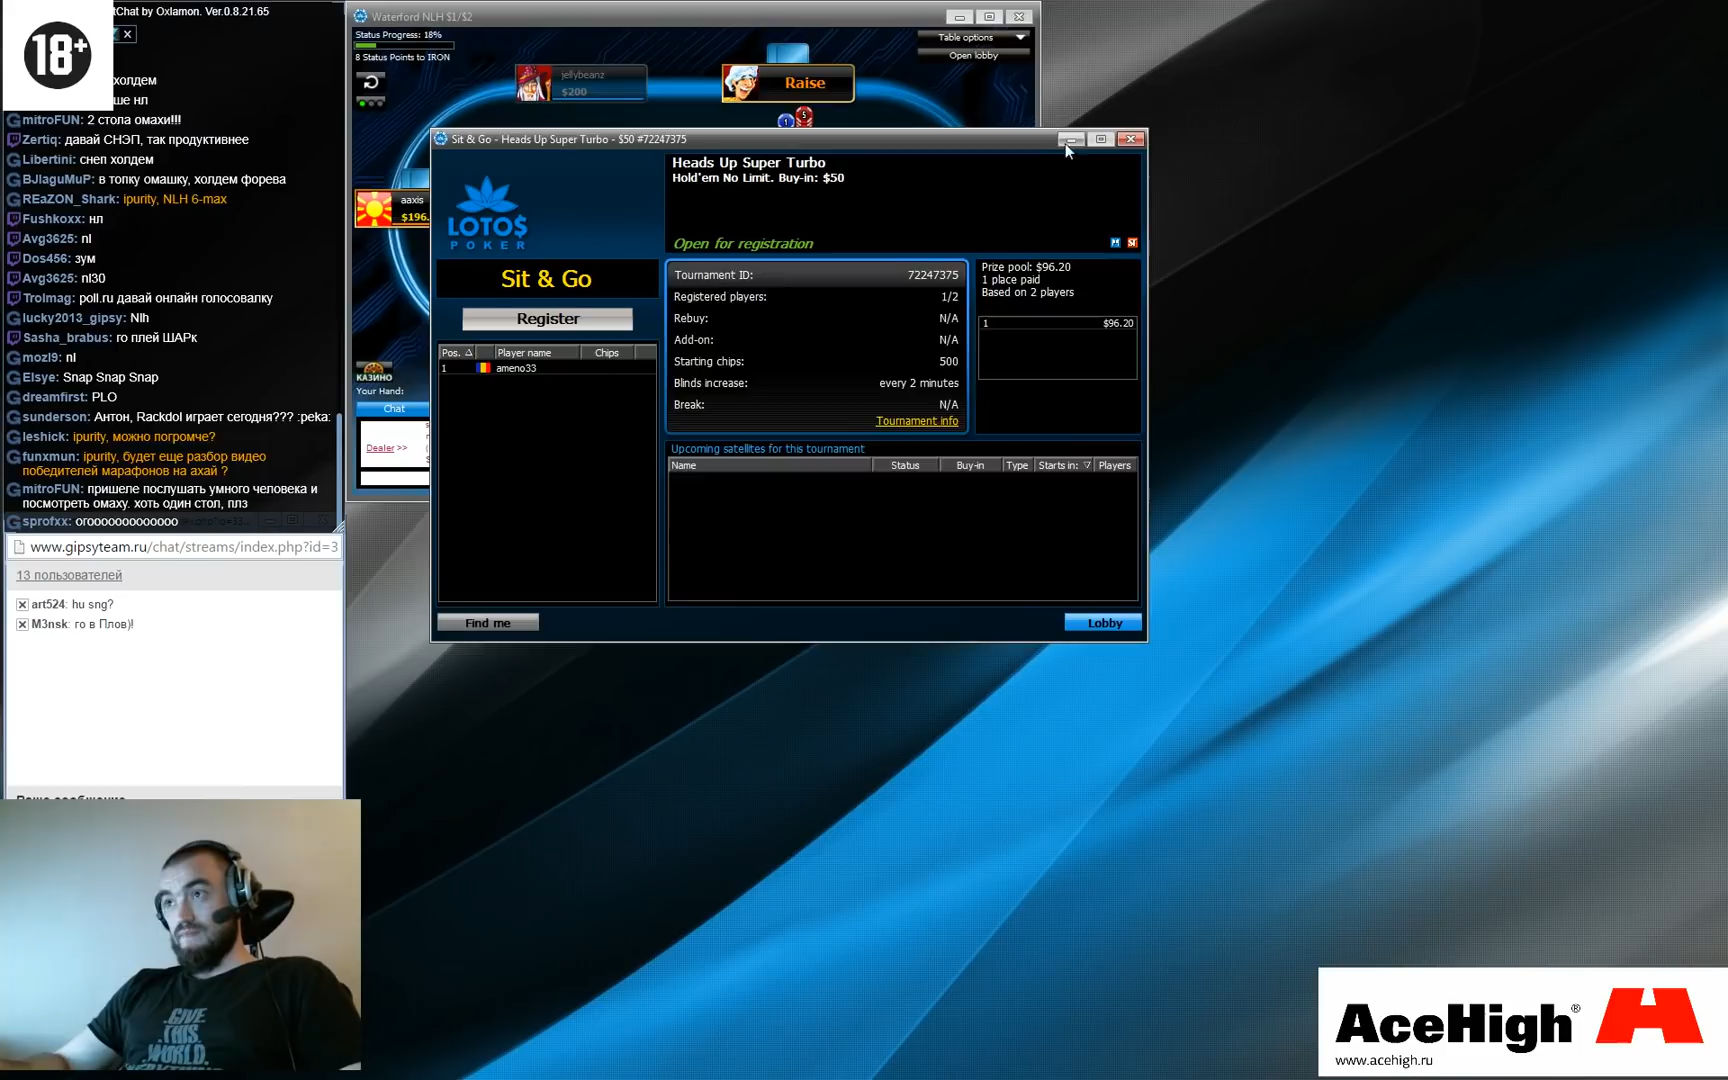 tChat by Oxlamon. Ver.0.8.21.65
18+
холдем
ше нл
mitroFUN: 2 стола омахи!!!
Zertiq: давай СНЭП, так продуктивнее
Libertini: снеп холдем
BJIaguMuP: в топку омашку, холдем форева
REaZON_Shark: ipurity, NLH 6-max
Fushkoxx: нл
Avg3625: nl
Dos456: зум
Avg3625: nl30
Trolmag: poll.ru давай онлайн голосовалку
lucky2013_gipsy: Nlh
Sasha_brabus: го плей ШАРк
mozl9: nl
Elsye: Snap Snap Snap
dreamfirst: PLO
sunderson: Антон, Rackdol играет сегодня??? :peka:
leshick: ipurity, можно погромче?
funxmun: ipurity, будет еще разбор видео
победителей марафонов на ахай ?
mitroFUN: пришеле послушать умного человека и
посмотреть омаху. хоть один стол, плз
sprofxx: огооооооооооооо
www.gipsyteam.ru/chat/streams/index.php?id=3
13 пользователей
art524: hu sng?
M3nsk: го в Плов)!
Waterford NLH $1/$2
Status Progress: 18%
8 Status Points to IRON
Table options
Open lobby
jellybeanz
$200
Raise
aaxis
$196.
КАЗИНО
Your Hand:
Chat
Dealer >>
Sit & Go - Heads Up Super Turbo - $50 #72247375
LOTO$
POKER
Heads Up Super Turbo
Hold'em No Limit. Buy-in: $50
Open for registration
Sit & Go
Register
Pos.
Player name
Chips
1
ameno33
Tournament ID: 72247375
Registered players: 1/2
Rebuy: N/A
Add-on: N/A
Starting chips: 500
Blinds increase: every 2 minutes
Break: N/A
Tournament info
Prize pool: $96.20
1 place paid
Based on 2 players
1 $96.20
Upcoming satellites for this tournament
Name Status Buy-in Type Starts in: Players
Find me
Lobby
GIVE
THIS
WORLD
AceHigh®
www.acehigh.ru